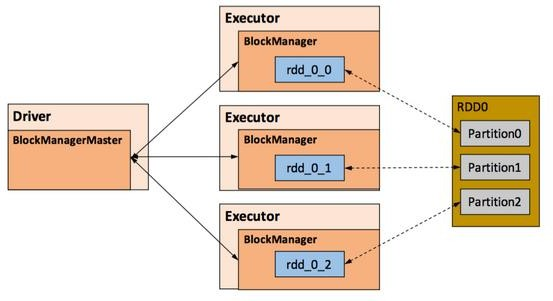 Driver
BlockManagerMaster
Executor
BlockManager
rdd_0_0
Executor
BlockManager
rdd_0_1
Executor
BlockManager
rdd_0_2
RDD0
Partition0
Partition1
Partition2